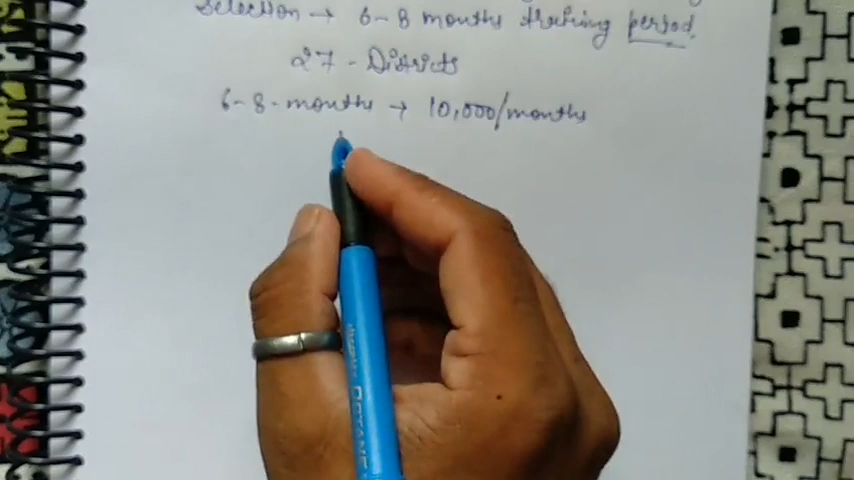 Selection → 6-8 months training period.
27 - Districts
6-8-months → 10,000/months